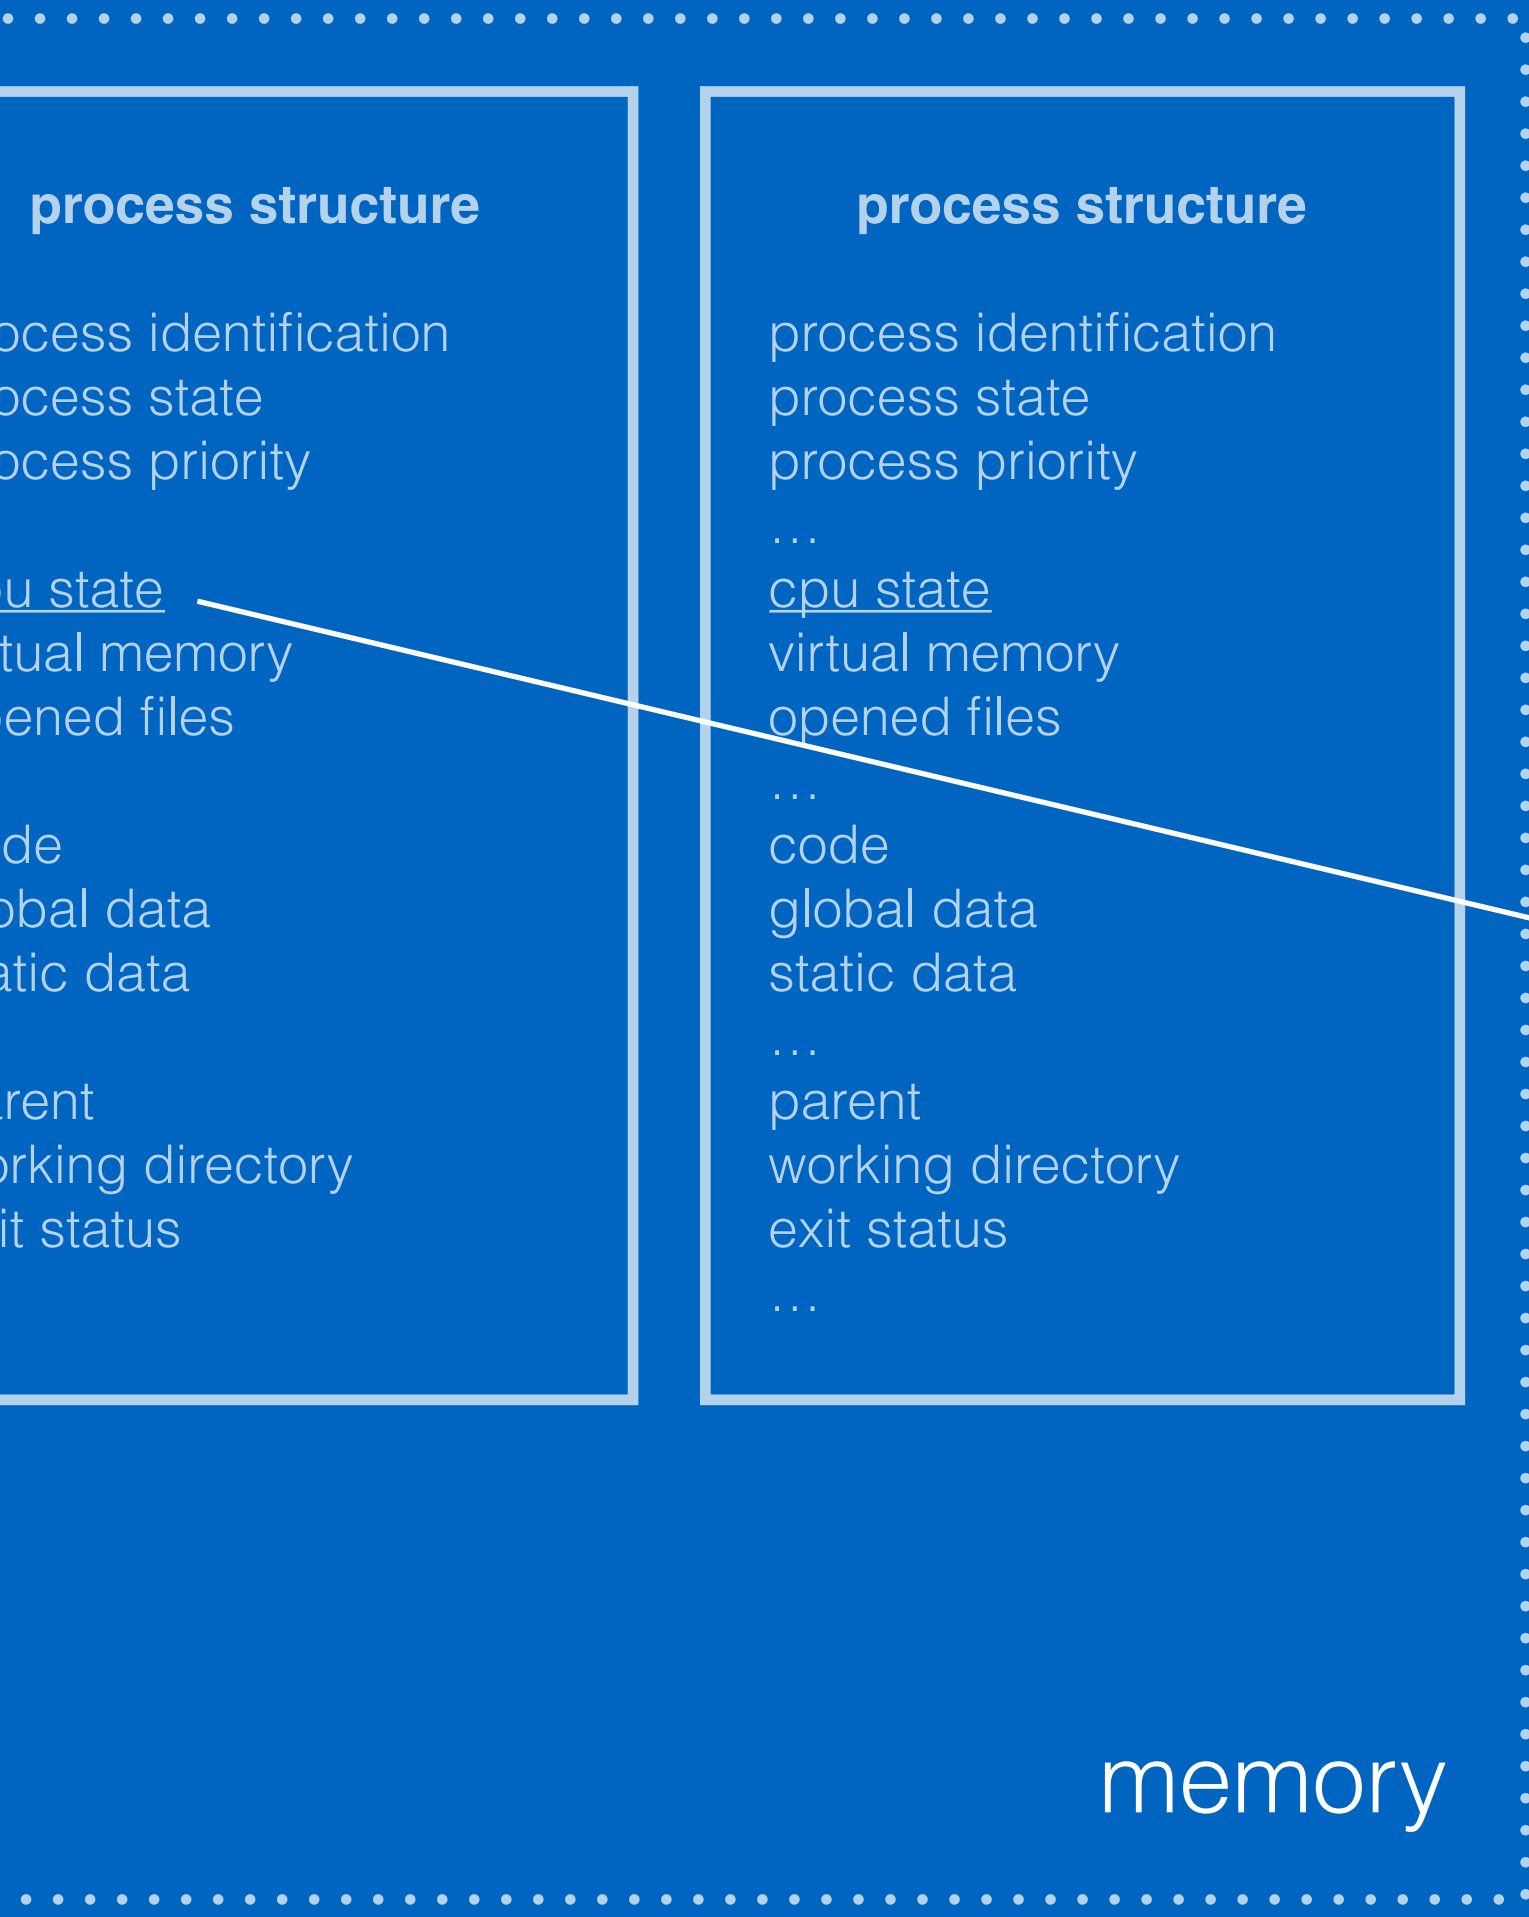 process structure
ocess identification
ocess state
ocess priority
u state
tual memory
ened files
de
obal data
atic data
rent
orking directory
it status
process structure
process identification
process state
process priority
...
cpu state
virtual memory
opened files
...
code
global data
static data
...
parent
working directory
exit status
...
memory